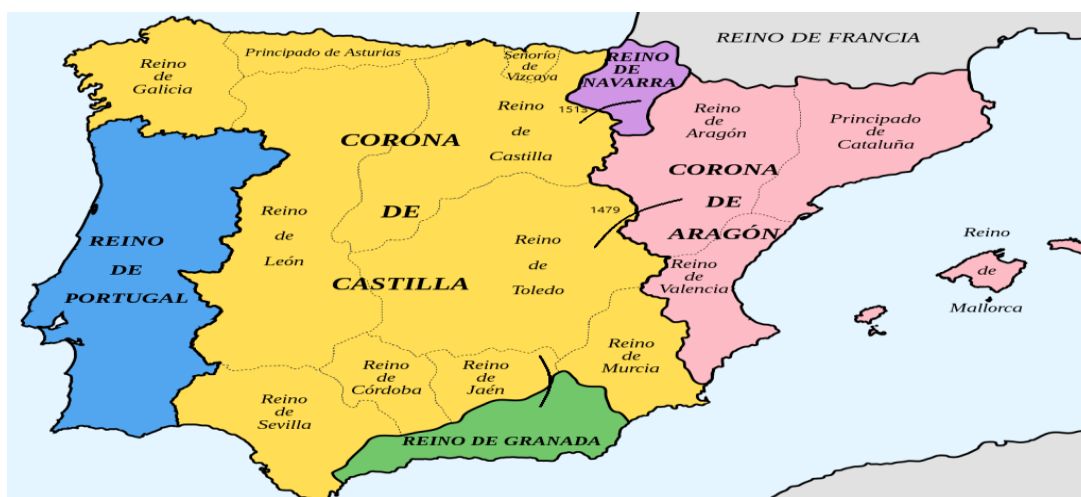 REINO DE FRANCIA
Principado de Asturias
Señorío
de
Vizcaya
REINO
DE
NAVARRA
Reino
de
Galicia
1513
Reino
de
Castilla
Reino
de
Aragón
Principado
de
Cataluña
CORONA
DE
CASTILLA
CORONA
DE
ARAGÓN
1479
Reino
de
León
REINO
DE
PORTUGAL
Reino
de
Toledo
Reino
de
Valencia
Reino
de
Mallorca
Reino
de
Murcia
Reino
de
Córdoba
Reino
de
Jaén
Reino
de
Sevilla
REINO DE GRANADA